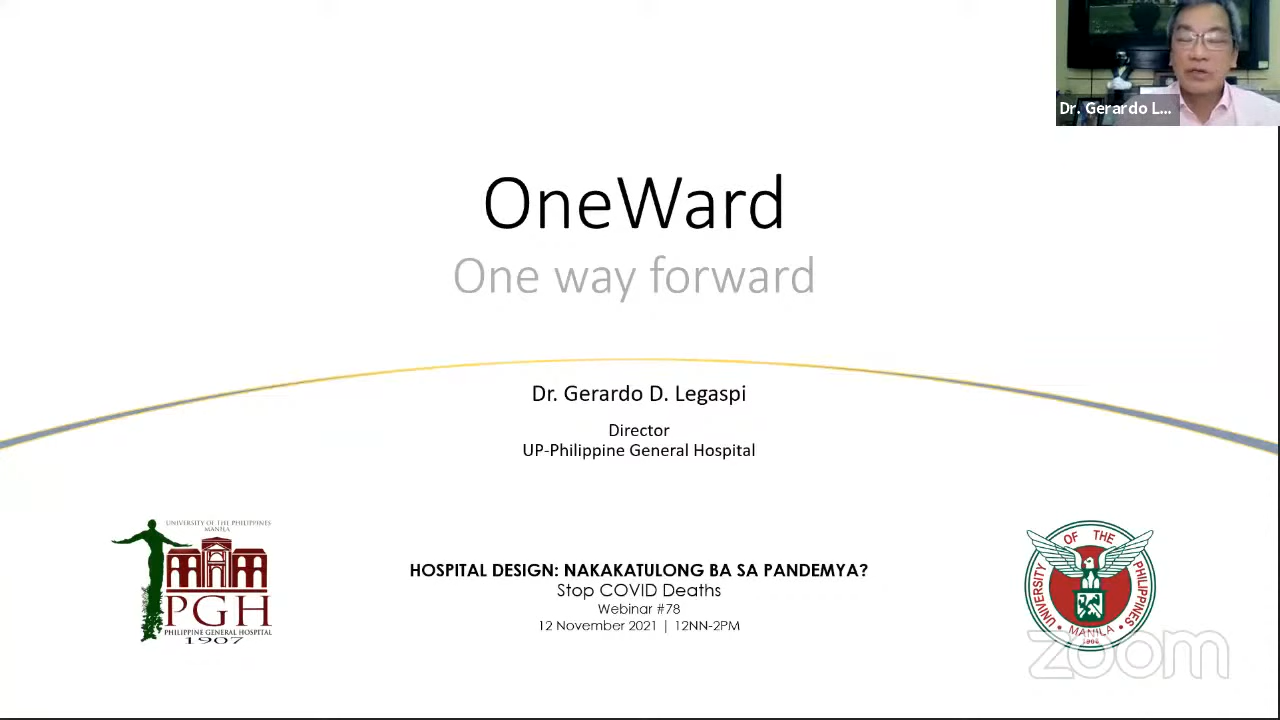 Dr. Gerardo L...
OneWard
One way forward
Dr. Gerardo D. Legaspi
Director
UP-Philippine General Hospital
UNIVERSITY OF THE PHILIPPINES
MANILA
PGH
PHILIPPINE GENERAL HOSPITAL
1907
HOSPITAL DESIGN: NAKAKATULONG BA SA PANDEMYA?
Stop COVID Deaths
Webinar #78
12 November 2021 | 12NN-2PM
UNIVERSITY OF THE PHILIPPINES
MANILA
1908
zoom